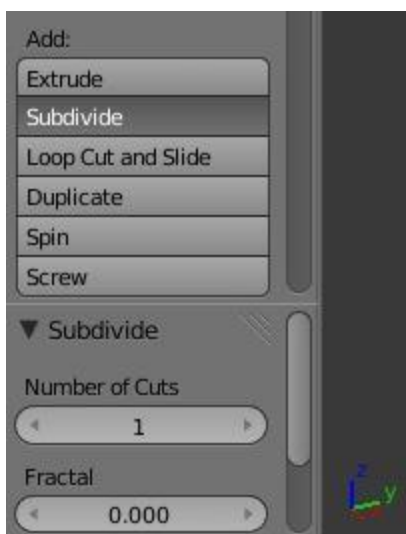 Add:
Extrude
Subdivide
Loop Cut and Slide
Duplicate
Spin
Screw
Subdivide
Number of Cuts
1
Fractal
0.000
z
y